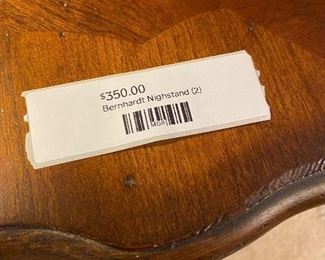 $350.00
Bernhardt Nighstand (2)